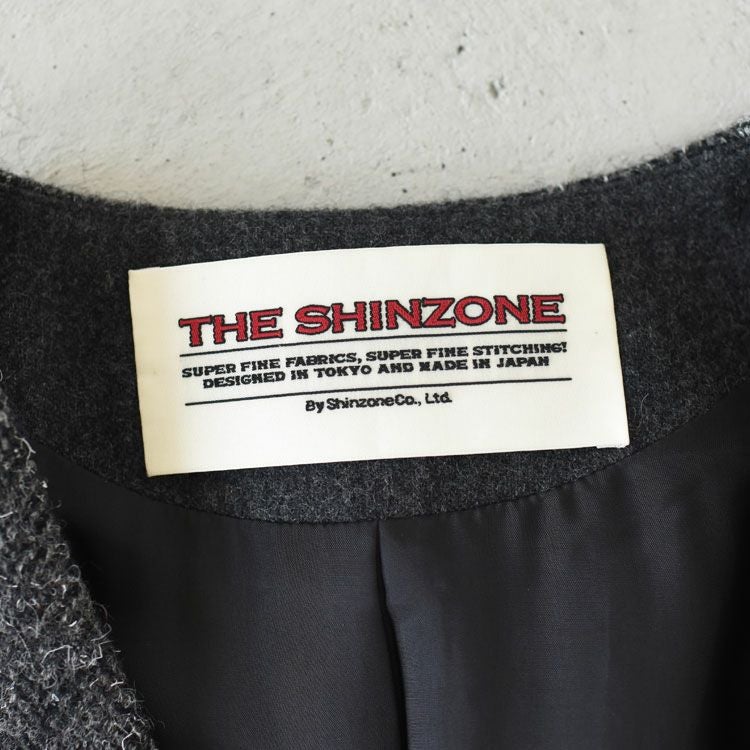 THE SHINZONE
SUPER FINE FABRICS, SUPER FINE STITCHING!
DESIGNED IN TOKYO AND MADE IN JAPAN
By ShinzoneCo., Ltd.